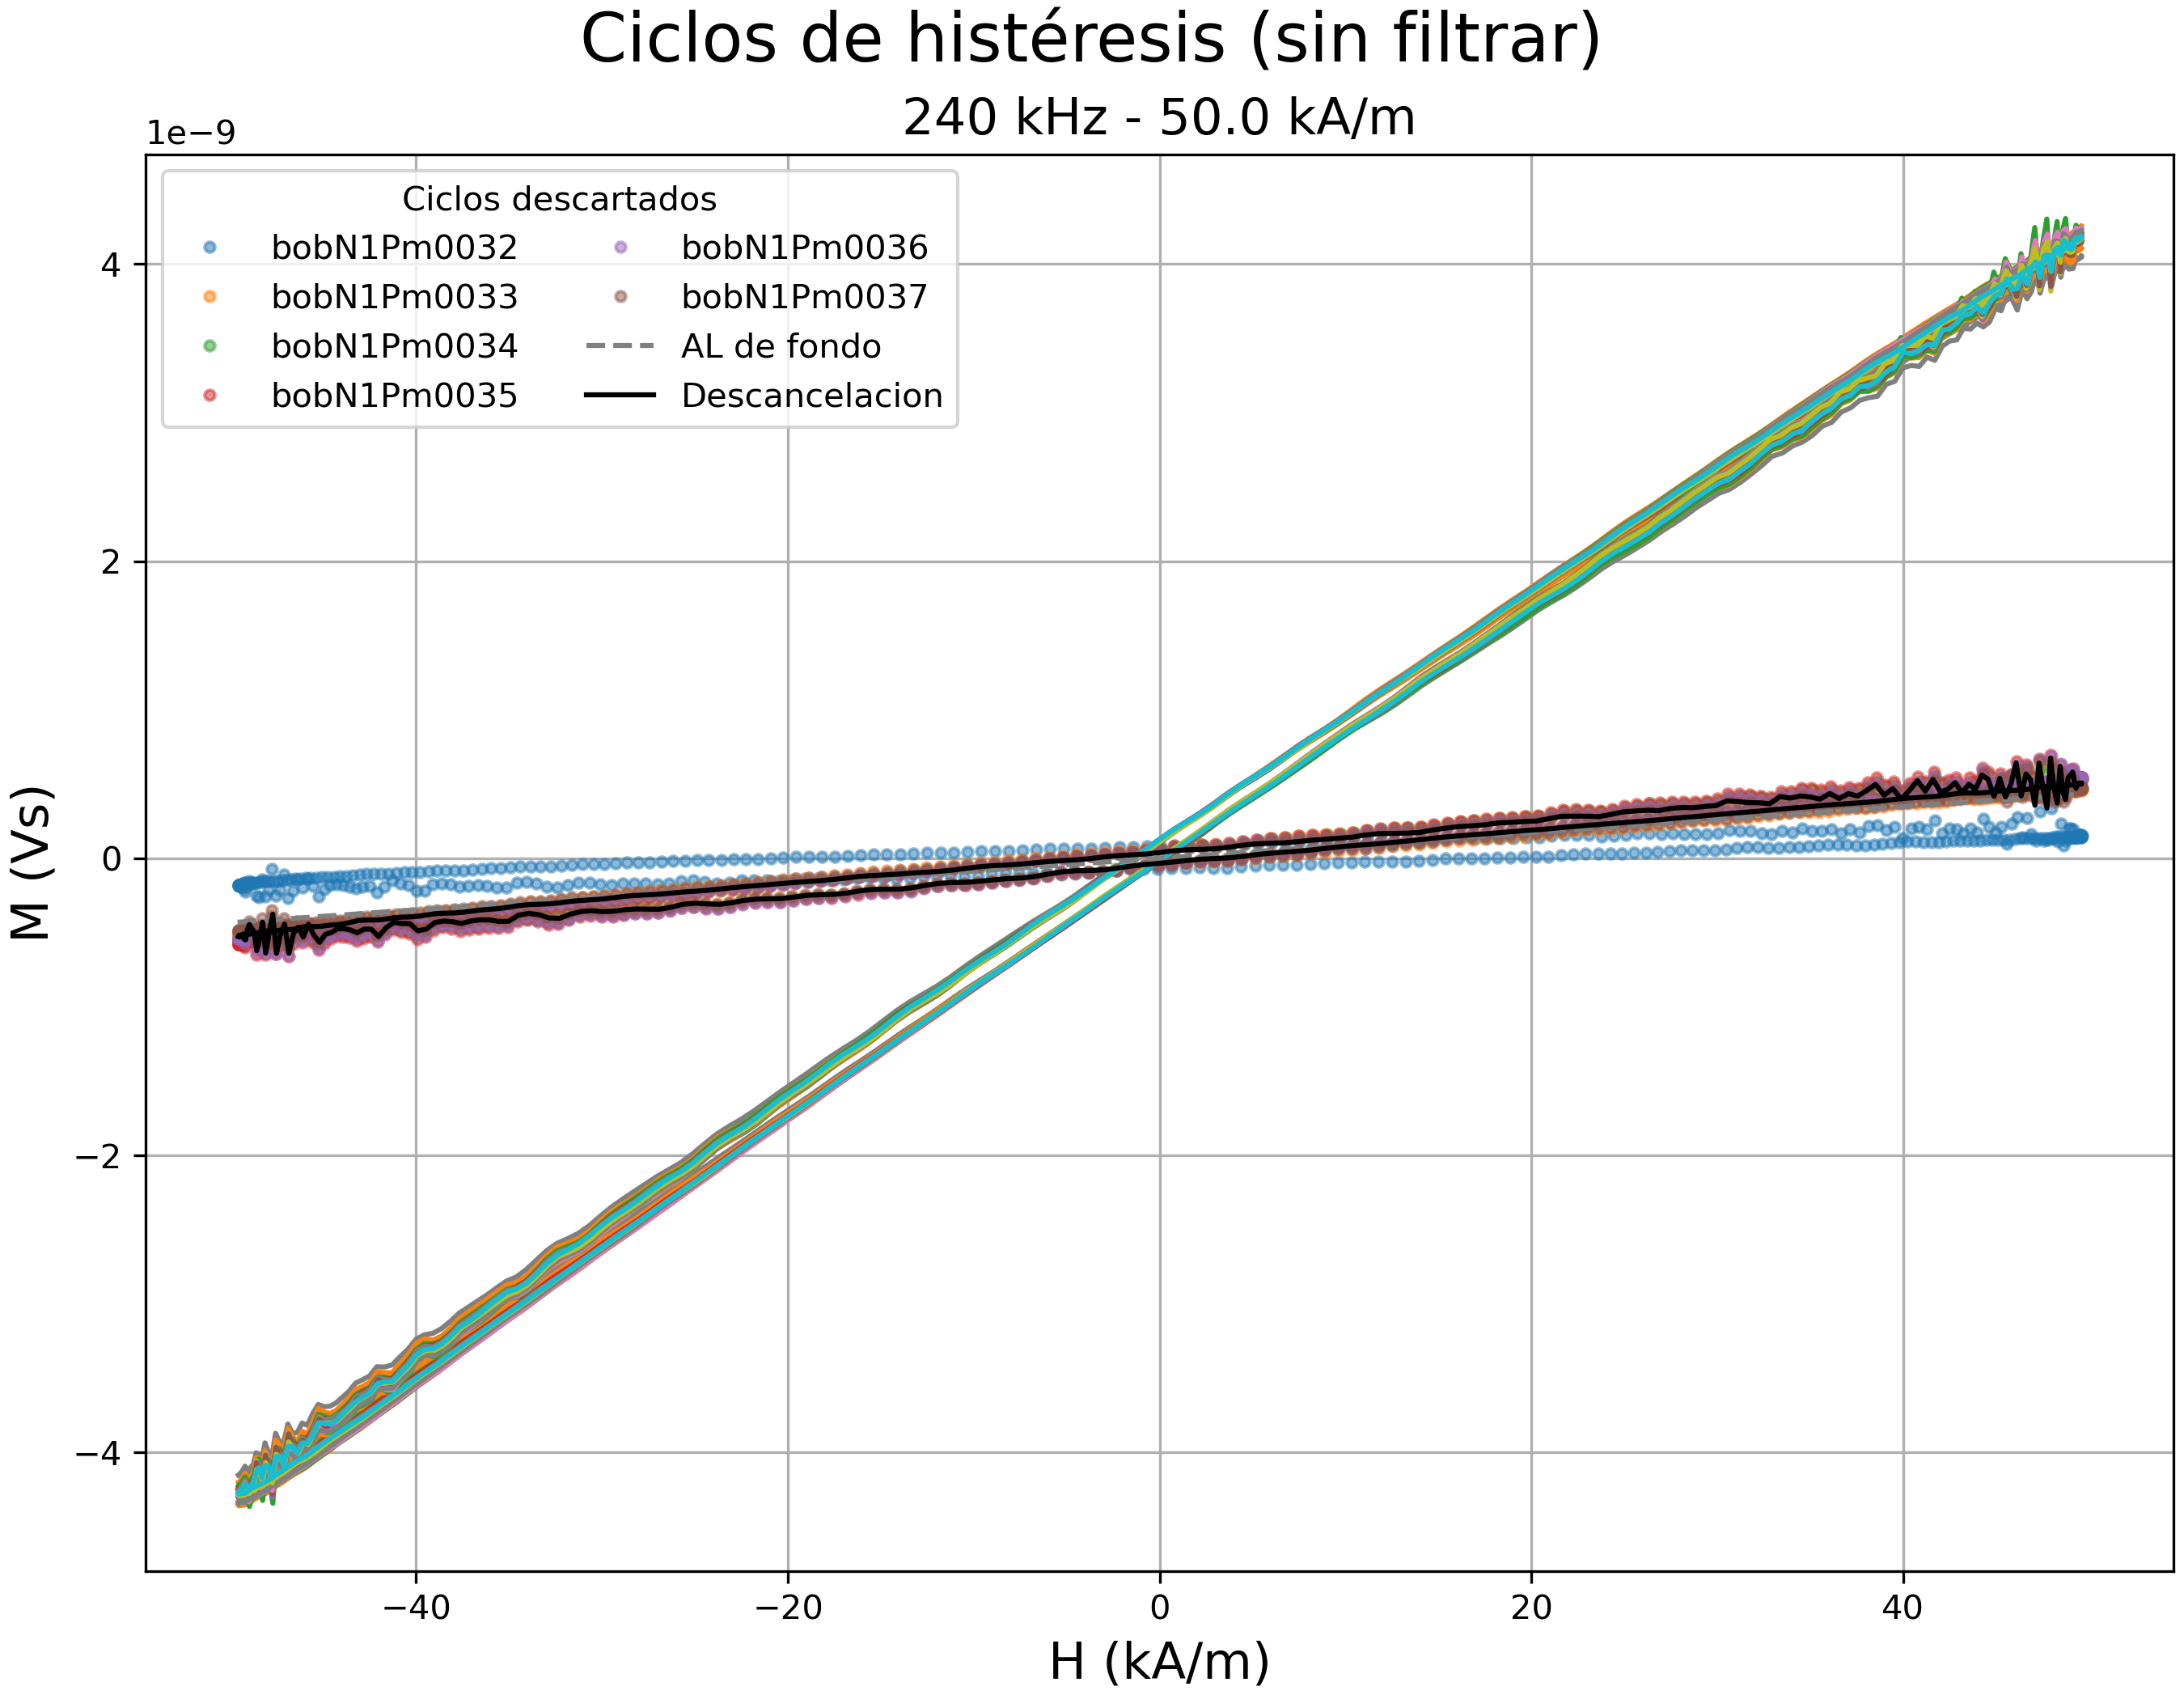 Ciclos de histéresis (sin filtrar)
240 kHz - 50.0 kA/m
1e−9
Ciclos descartados
bobN1Pm0032
bobN1Pm0033
bobN1Pm0034
bobN1Pm0035
bobN1Pm0036
bobN1Pm0037
AL de fondo
Descancelacion
4
2
0
−2
−4
M (Vs)
−40
−20
0
20
40
H (kA/m)